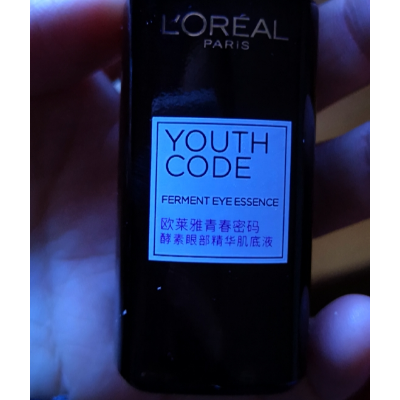 L'ORÉAL
PARIS
YOUTH
CODE
FERMENT EYE ESSENCE
欧莱雅青春密码
酵素眼部精华肌底液